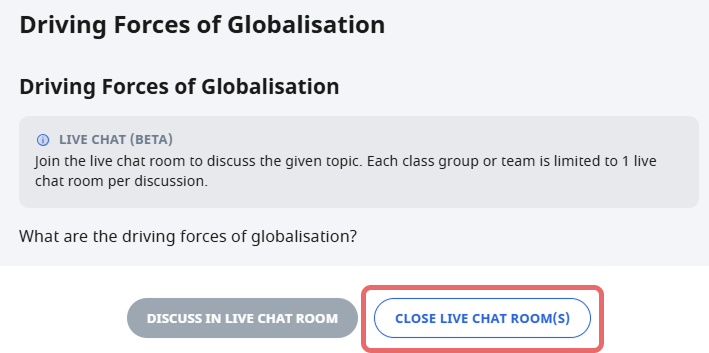 Driving Forces of Globalisation
Driving Forces of Globalisation
LIVE CHAT (BETA)
Join the live chat room to discuss the given topic. Each class group or team is limited to 1 live
chat room per discussion.
What are the driving forces of globalisation?
DISCUSS IN LIVE CHAT ROOM
CLOSE LIVE CHAT ROOM(S)